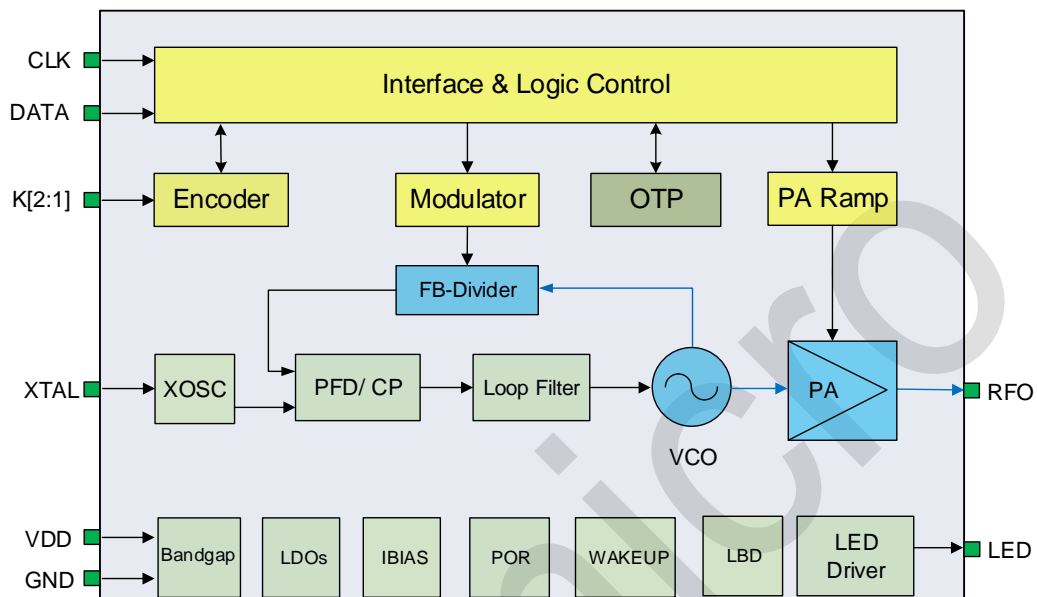 CLK
Interface & Logic Control
DATA
K[2:1]
Encoder
Modulator
OTP
PA Ramp
FB-Divider
XTAL
XOSC
PFD/ CP
Loop Filter
VCO
PA
RFO
VDD
GND
Bandgap
LDOs
IBIAS
POR
WAKEUP
LBD
LED
Driver
LED